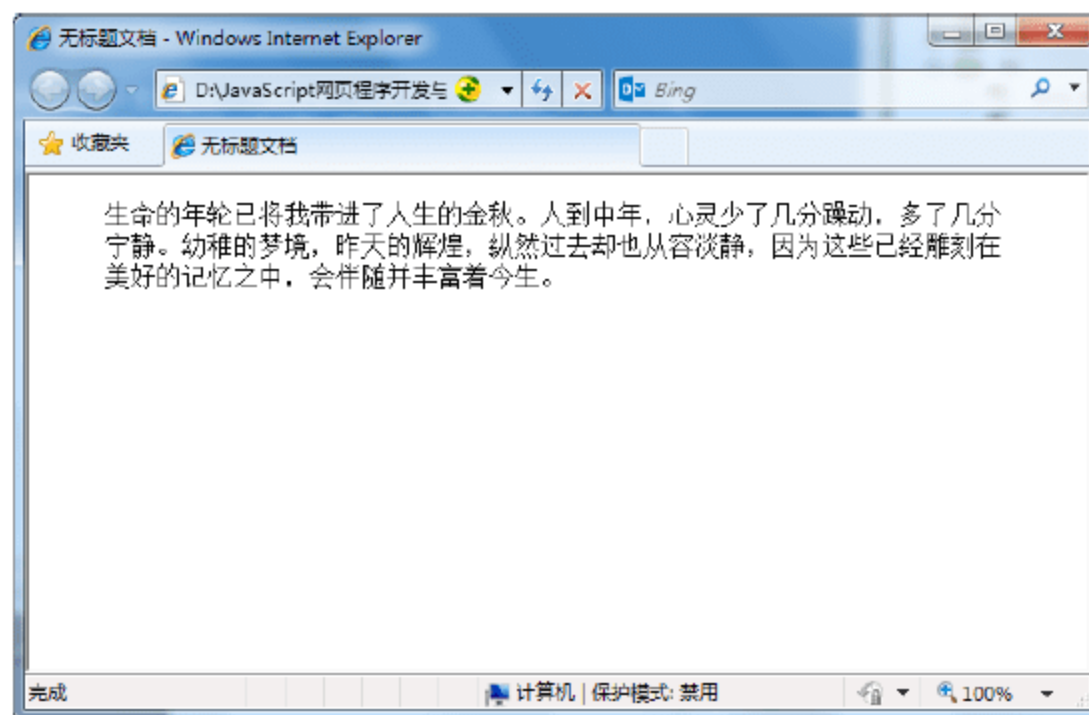 无标题文档 - Windows Internet Explorer
D:\JavaScript网页程序开发与
Bing
收藏夹
无标题文档
生命的年轮已将我带进了人生的金秋。人到中年，心灵少了几分躁动，多了几分
宁静。幼稚的梦境，昨天的辉煌，纵然过去却也从容淡静，因为这些已经雕刻在
美好的记忆之中，会伴随并丰富着今生。
完成
计算机 | 保护模式: 禁用
100%